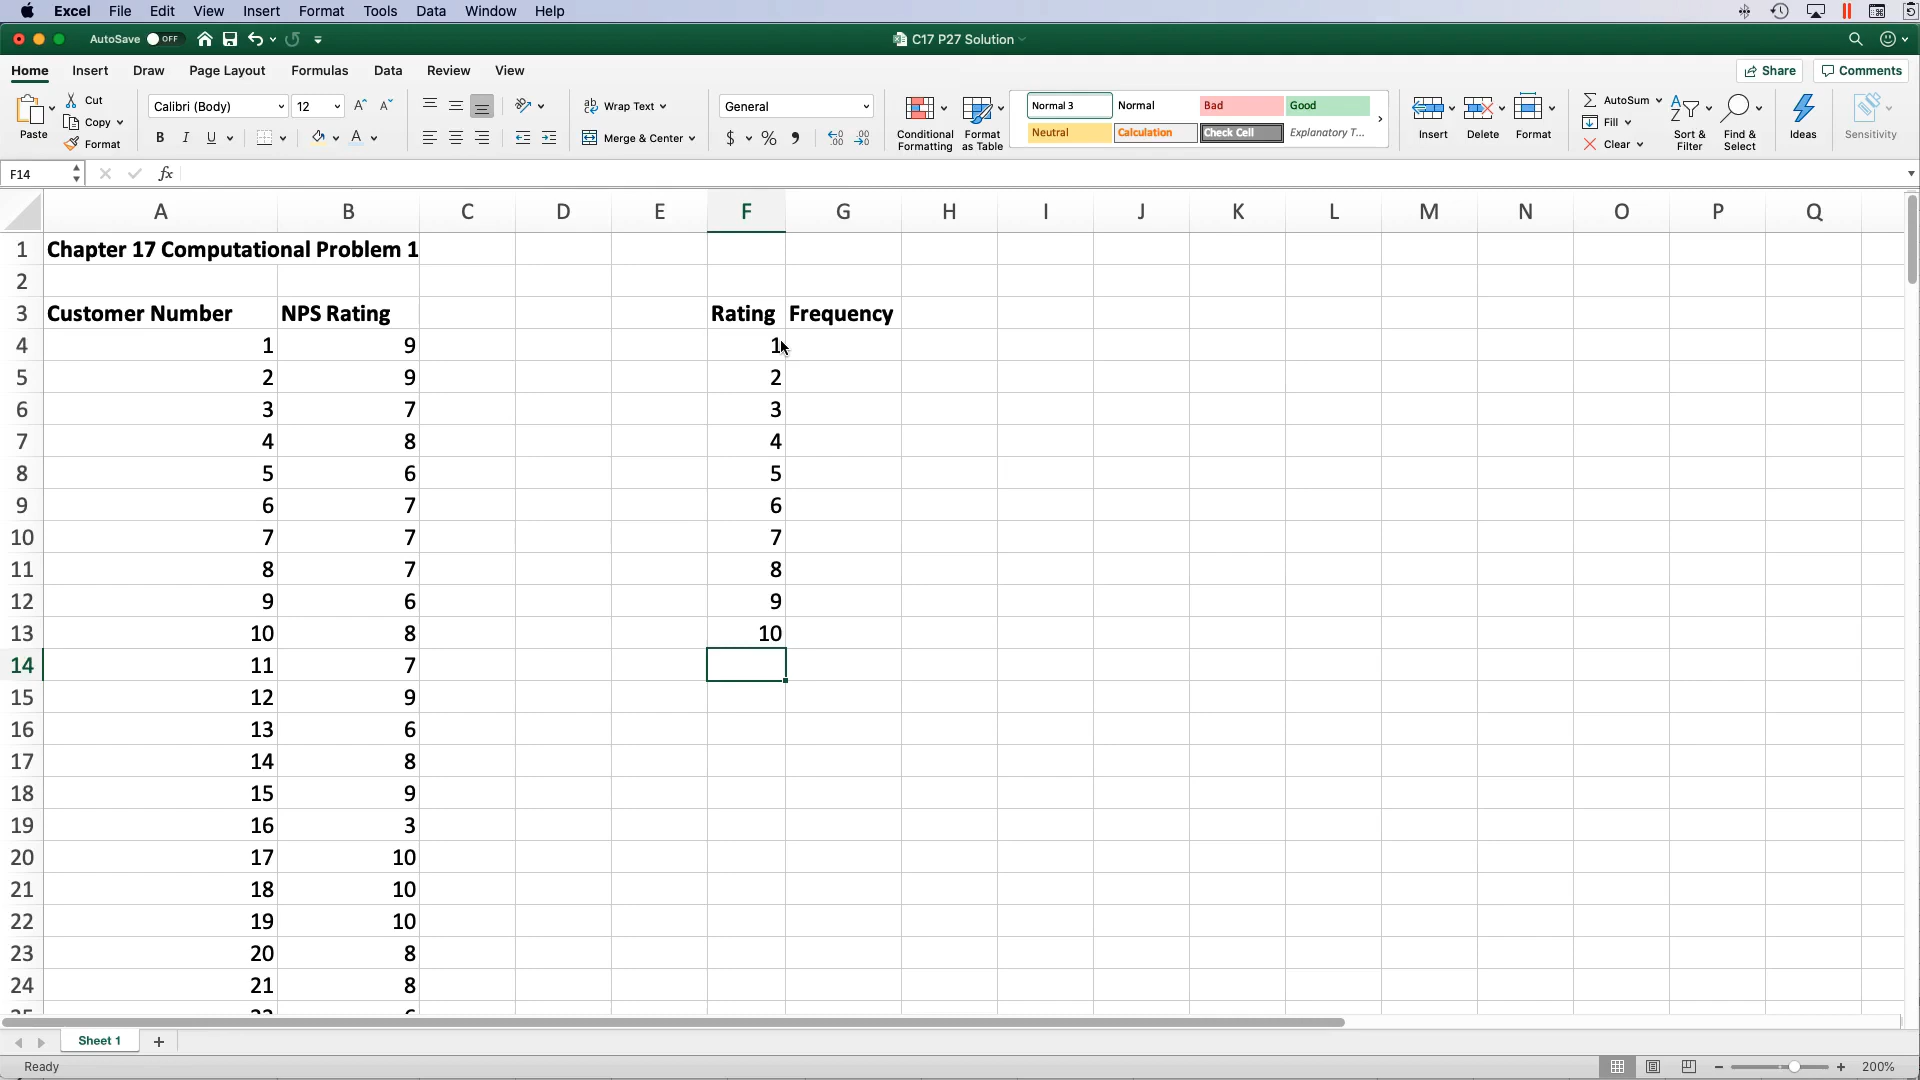 Excel File Edit View Insert Format Tools Data Window Help
AutoSave OFF C17 P27 Solution
Home Insert Draw Page Layout Formulas Data Review View Share Comments
Paste Cut Copy Format
Calibri (Body) 12
B I U
Wrap Text
Merge & Center
General
$ % 9
Conditional Formatting
Format as Table
Normal 3 Normal Bad Good
Neutral Calculation Check Cell Explanatory T...
Insert Delete Format
AutoSum
Fill
Clear
Sort & Filter
Find & Select
Ideas
Sensitivity
F14 fx
A B C D E F G H I J K L M N O P Q
1 Chapter 17 Computational Problem 1
2
3 Customer Number NPS Rating Rating Frequency
4 1 9 1
5 2 9 2
6 3 7 3
7 4 8 4
8 5 6 5
9 6 7 6
10 7 7 7
11 8 7 8
12 9 6 9
13 10 8 10
14 11 7
15 12 9
16 13 6
17 14 8
18 15 9
19 16 3
20 17 10
21 18 10
22 19 10
23 20 8
24 21 8
Sheet 1
Ready 200%